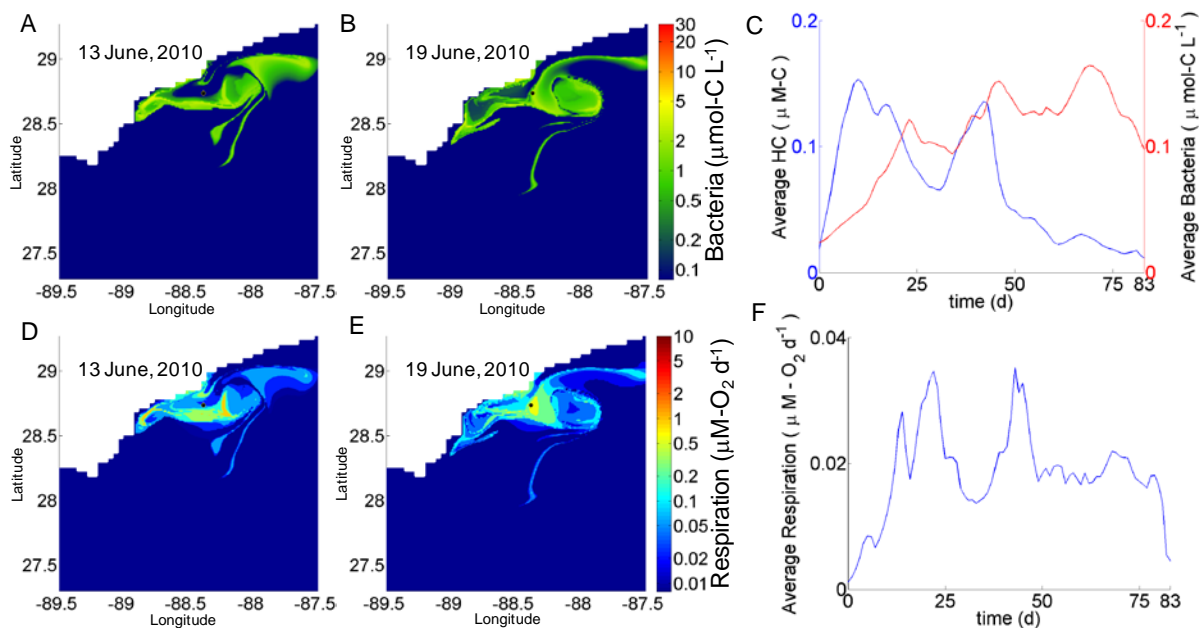 A
13 June, 2010
29
28.5
28
27.5
Latitude
-89.5 -89 -88.5 -88 -87.5
Longitude
B
19 June, 2010
29
28.5
28
27.5
Latitude
-89.5 -89 -88.5 -88 -87.5
Longitude
30
20
10
5
2
1
0.5
0.2
0.1
Bacteria (μmol-C L-1)
C
0.2
0.1
0
Average HC ( μ M-C )
0.2
0.1
0
Average Bacteria ( μ mol-C L-1)
0 25 50 75 83
time (d)
D
13 June, 2010
29
28.5
28
27.5
Latitude
-89.5 -89 -88.5 -88 -87.5
Longitude
E
19 June, 2010
29
28.5
28
27.5
Latitude
-89.5 -89 -88.5 -88 -87.5
Longitude
10
5
2
1
0.5
0.2
0.1
0.05
0.02
0.01
Respiration (μM-O2 d-1)
F
0.04
0.02
0
Average Respiration ( μ M - O2 d-1 )
0 25 50 75 83
time (d)